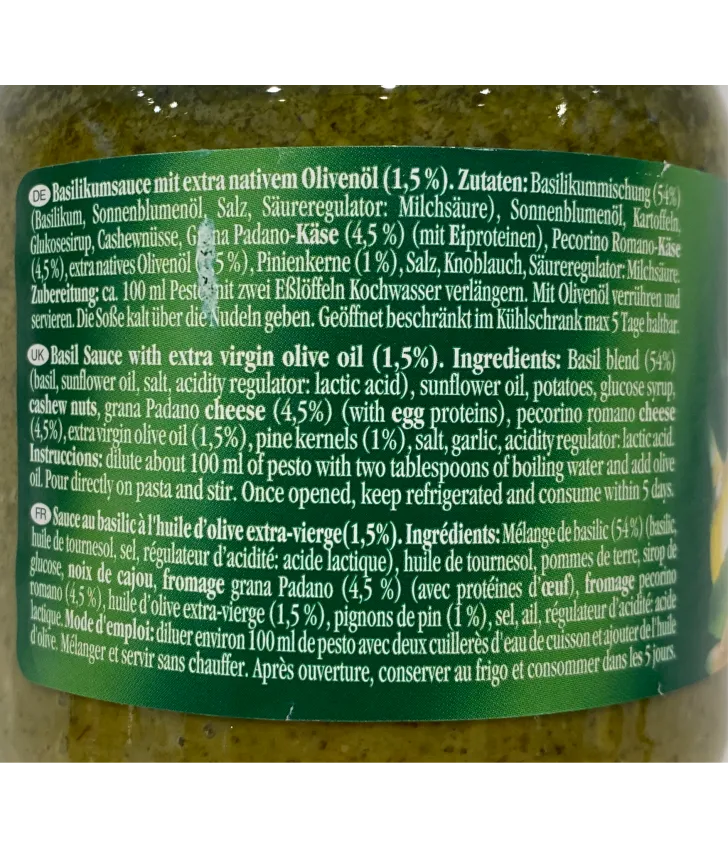 DE Basilikumsauce mit extra nativem Olivenöl (1,5%). Zutaten: Basilikummischung (54%)
(Basilikum, Sonnenblumenöl, Salz, Säureregulator: Milchsäure), Sonnenblumenöl, Kartoffeln,
Glukosesirup, Cashewnüsse, Padano-Käse (4,5%) (mit Eiproteinen), Pecorino Romano-Käse
(4,5%), extra natives Olivenöl 5%), Pinienkerne (1%), Salz, Knoblauch, Säureregulator: Milchsäure.
Zubereitung: ca. 100 ml Pesto mit zwei Eßlöffeln Kochwasser verlängern. Mit Olivenöl verrühren und
servieren. Die Soße kalt über die Nudeln geben. Geöffnet beschränkt im Kühlschrank max 5 Tage haltbar.
UK Basil Sauce with extra virgin olive oil (1,5%). Ingredients: Basil blend (54%)
(basil, sunflower oil, salt, acidity regulator: lactic acid), sunflower oil, potatoes, glucose syrup,
cashew nuts, grana Padano cheese (4,5%) (with egg proteins), pecorino romano cheese
(4,5%), extra virgin olive oil (1,5%), pine kernels (1%), salt, garlic, acidity regulator: lactic acid.
Instruccions: dilute about 100 ml of pesto with two tablespoons of boiling water and add olive
oil. Pour directly on pasta and stir. Once opened, keep refrigerated and consume within 5 days.
FR Sauce au basilic à l'huile d'olive extra-vierge (1,5%). Ingrédients: Mélange de basilic (54%) (basilic,
huile de tournesol, sel, régulateur d'acidité: acide lactique), huile de tournesol, pommes de terre, sirop de
glucose, noix de cajou, fromage grana Padano (4,5 %) (avec protéines d'œuf), fromage pecorino
romano (4,5%), huile d'olive extra-vierge (1,5%), pignons de pin (1%), sel, ail, régulateur d'acidité: acide
lactique. Mode d'emploi: diluer environ 100 ml de pesto avec deux cuillerès d'eau de cuisson et ajouter de l'huile
d'olive. Mélanger et servir sans chauffer. Après ouverture, conserver au frigo et consommer dans les 5 jours.